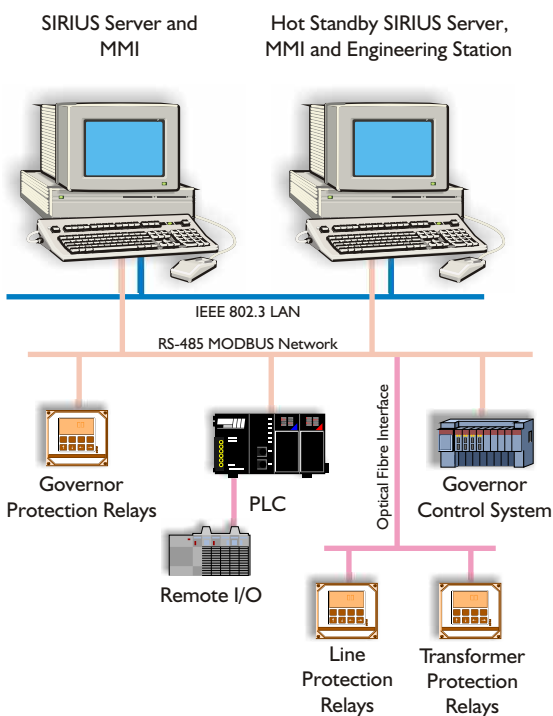 SIRIUS Server and
MMI
Hot Standby SIRIUS Server,
MMI and Engineering Station
IEEE 802.3 LAN
RS-485 MODBUS Network
Optical Fibre Interface
Governor
Protection Relays
PLC
Governor
Control System
Remote I/O
Line
Protection
Relays
Transformer
Protection
Relays